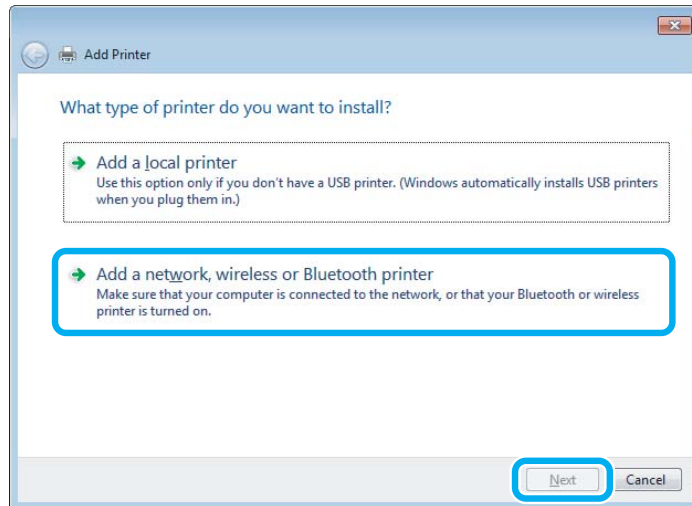 Add Printer
What type of printer do you want to install?
Add a local printer
Use this option only if you don't have a USB printer. (Windows automatically installs USB printers
when you plug them in.)
Add a network, wireless or Bluetooth printer
Make sure that your computer is connected to the network, or that your Bluetooth or wireless
printer is turned on.
Next Cancel